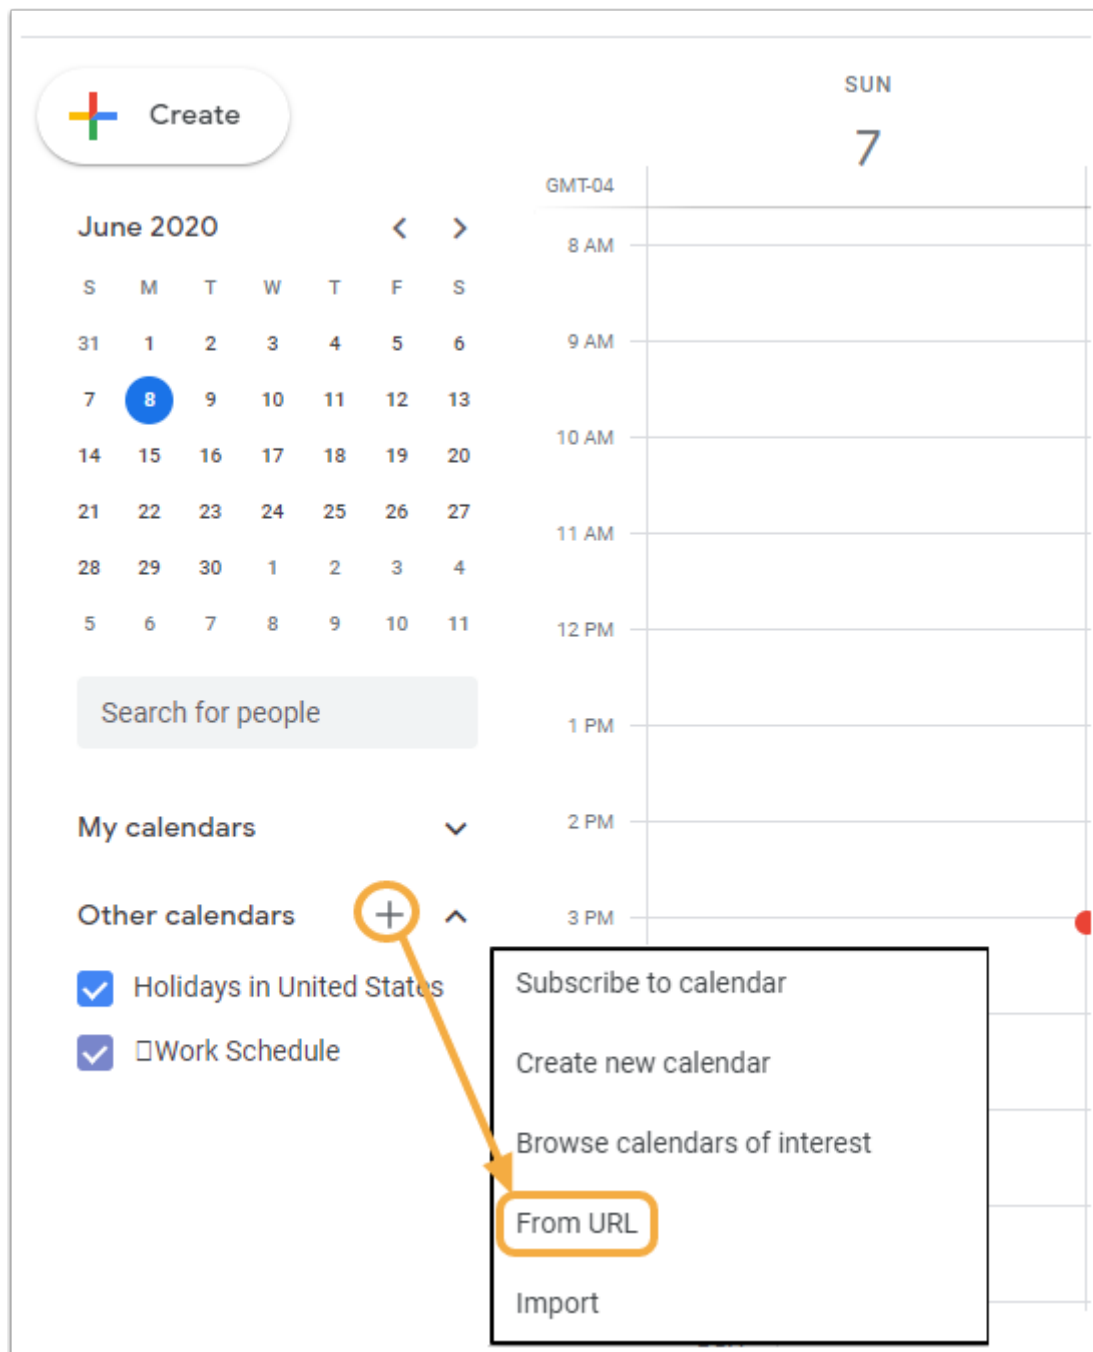 Create
June 2020
S M T W T F S
31 1 2 3 4 5 6
7 8 9 10 11 12 13
14 15 16 17 18 19 20
21 22 23 24 25 26 27
28 29 30 1 2 3 4
5 6 7 8 9 10 11
Search for people
My calendars
Other calendars
Holidays in United States
Work Schedule
SUN
7
GMT-04
8 AM
9 AM
10 AM
11 AM
12 PM
1 PM
2 PM
3 PM
Subscribe to calendar
Create new calendar
Browse calendars of interest
From URL
Import